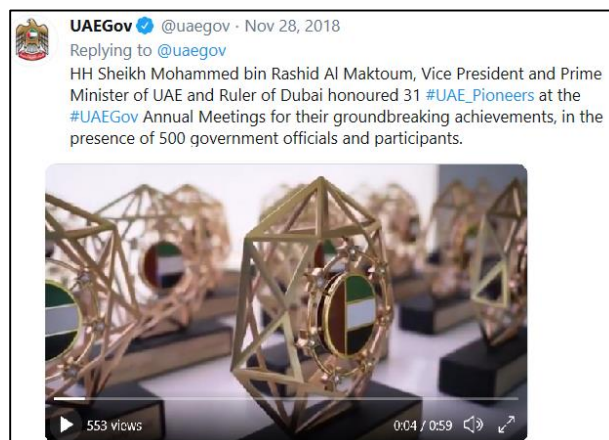 UAEGov @uaegov · Nov 28, 2018
Replying to @uaegov
HH Sheikh Mohammed bin Rashid Al Maktoum, Vice President and Prime
Minister of UAE and Ruler of Dubai honoured 31 #UAE_Pioneers at the
#UAEGov Annual Meetings for their groundbreaking achievements, in the
presence of 500 government officials and participants.
553 views
0:04 / 0:59